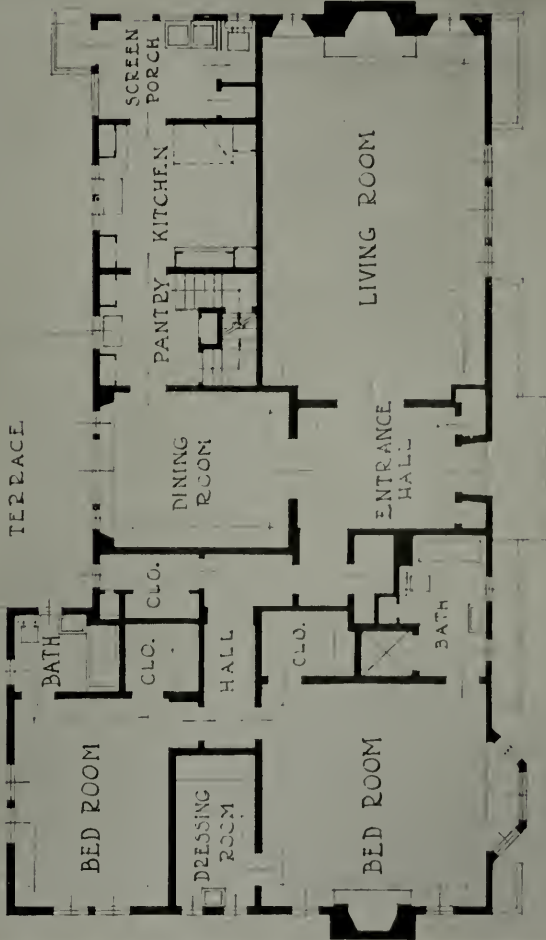 TERRACE
BATH
BED ROOM
CLO.
CLO.
HALL
DRESSING
ROOM
CLO.
BED ROOM
BATH
DINING
ROOM
ENTRANCE
HALL
PANTRY
KITCHEN
SCREEN
PORCH
LIVING ROOM